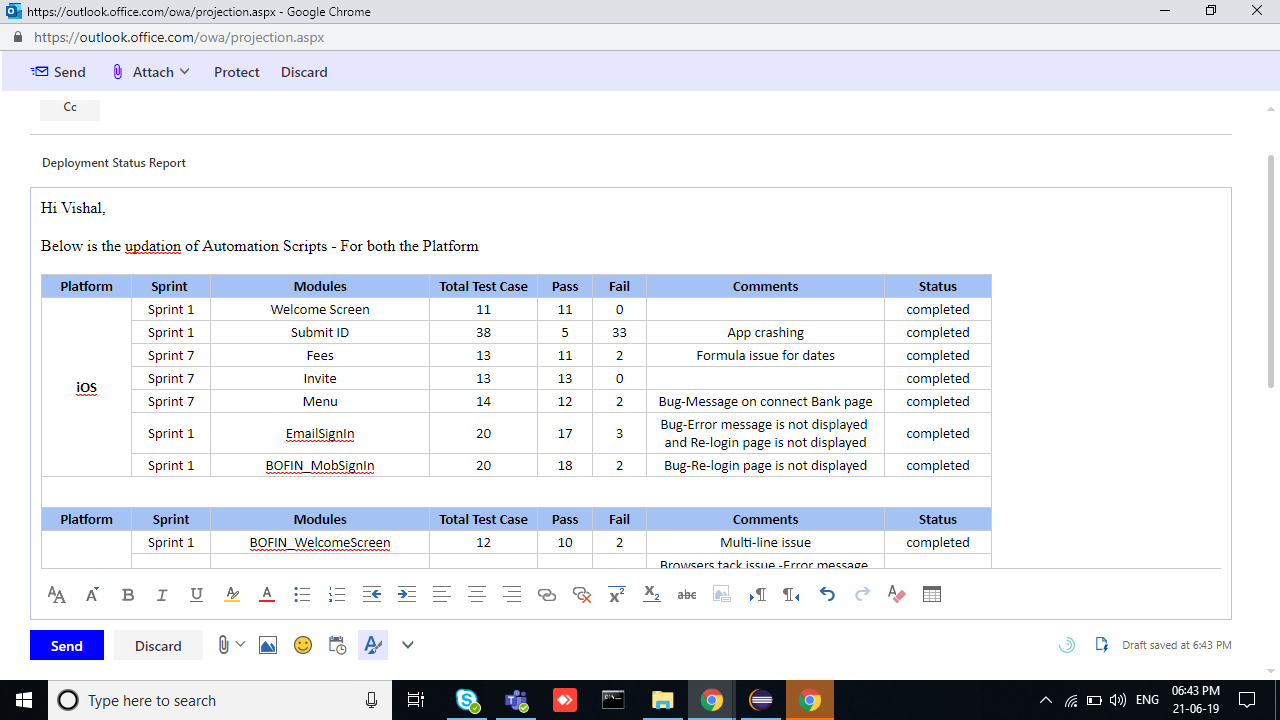 https://outlook.office.com/owa/projection.aspx - Google Chrome
https://outlook.office.com/owa/projection.aspx
Send Attach Protect Discard
Cc
Deployment Status Report
Hi Vishal,
Below is the updation of Automation Scripts - For both the Platform
Platform Sprint Modules Total Test Case Pass Fail Comments Status
Sprint 1 Welcome Screen 11 11 0 completed
Sprint 1 Submit ID 38 5 33 App crashing completed
Sprint 7 Fees 13 11 2 Formula issue for dates completed
iOS
Sprint 7 Invite 13 13 0 completed
Sprint 7 Menu 14 12 2 Bug-Message on connect Bank page completed
Sprint 1 EmailSignIn 20 17 3 Bug-Error message is not displayed
and Re-login page is not displayed completed
Sprint 1 BOFIN_MobSignIn 20 18 2 Bug-Re-login page is not displayed completed
Platform Sprint Modules Total Test Case Pass Fail Comments Status
Sprint 1 BOFIN_WelcomeScreen 12 10 2 Multi-line issue completed
Browsers tack issue -Error message
Send Discard Draft saved at 6:43 PM
Type here to search ENG 06:43 PM
21-06-19